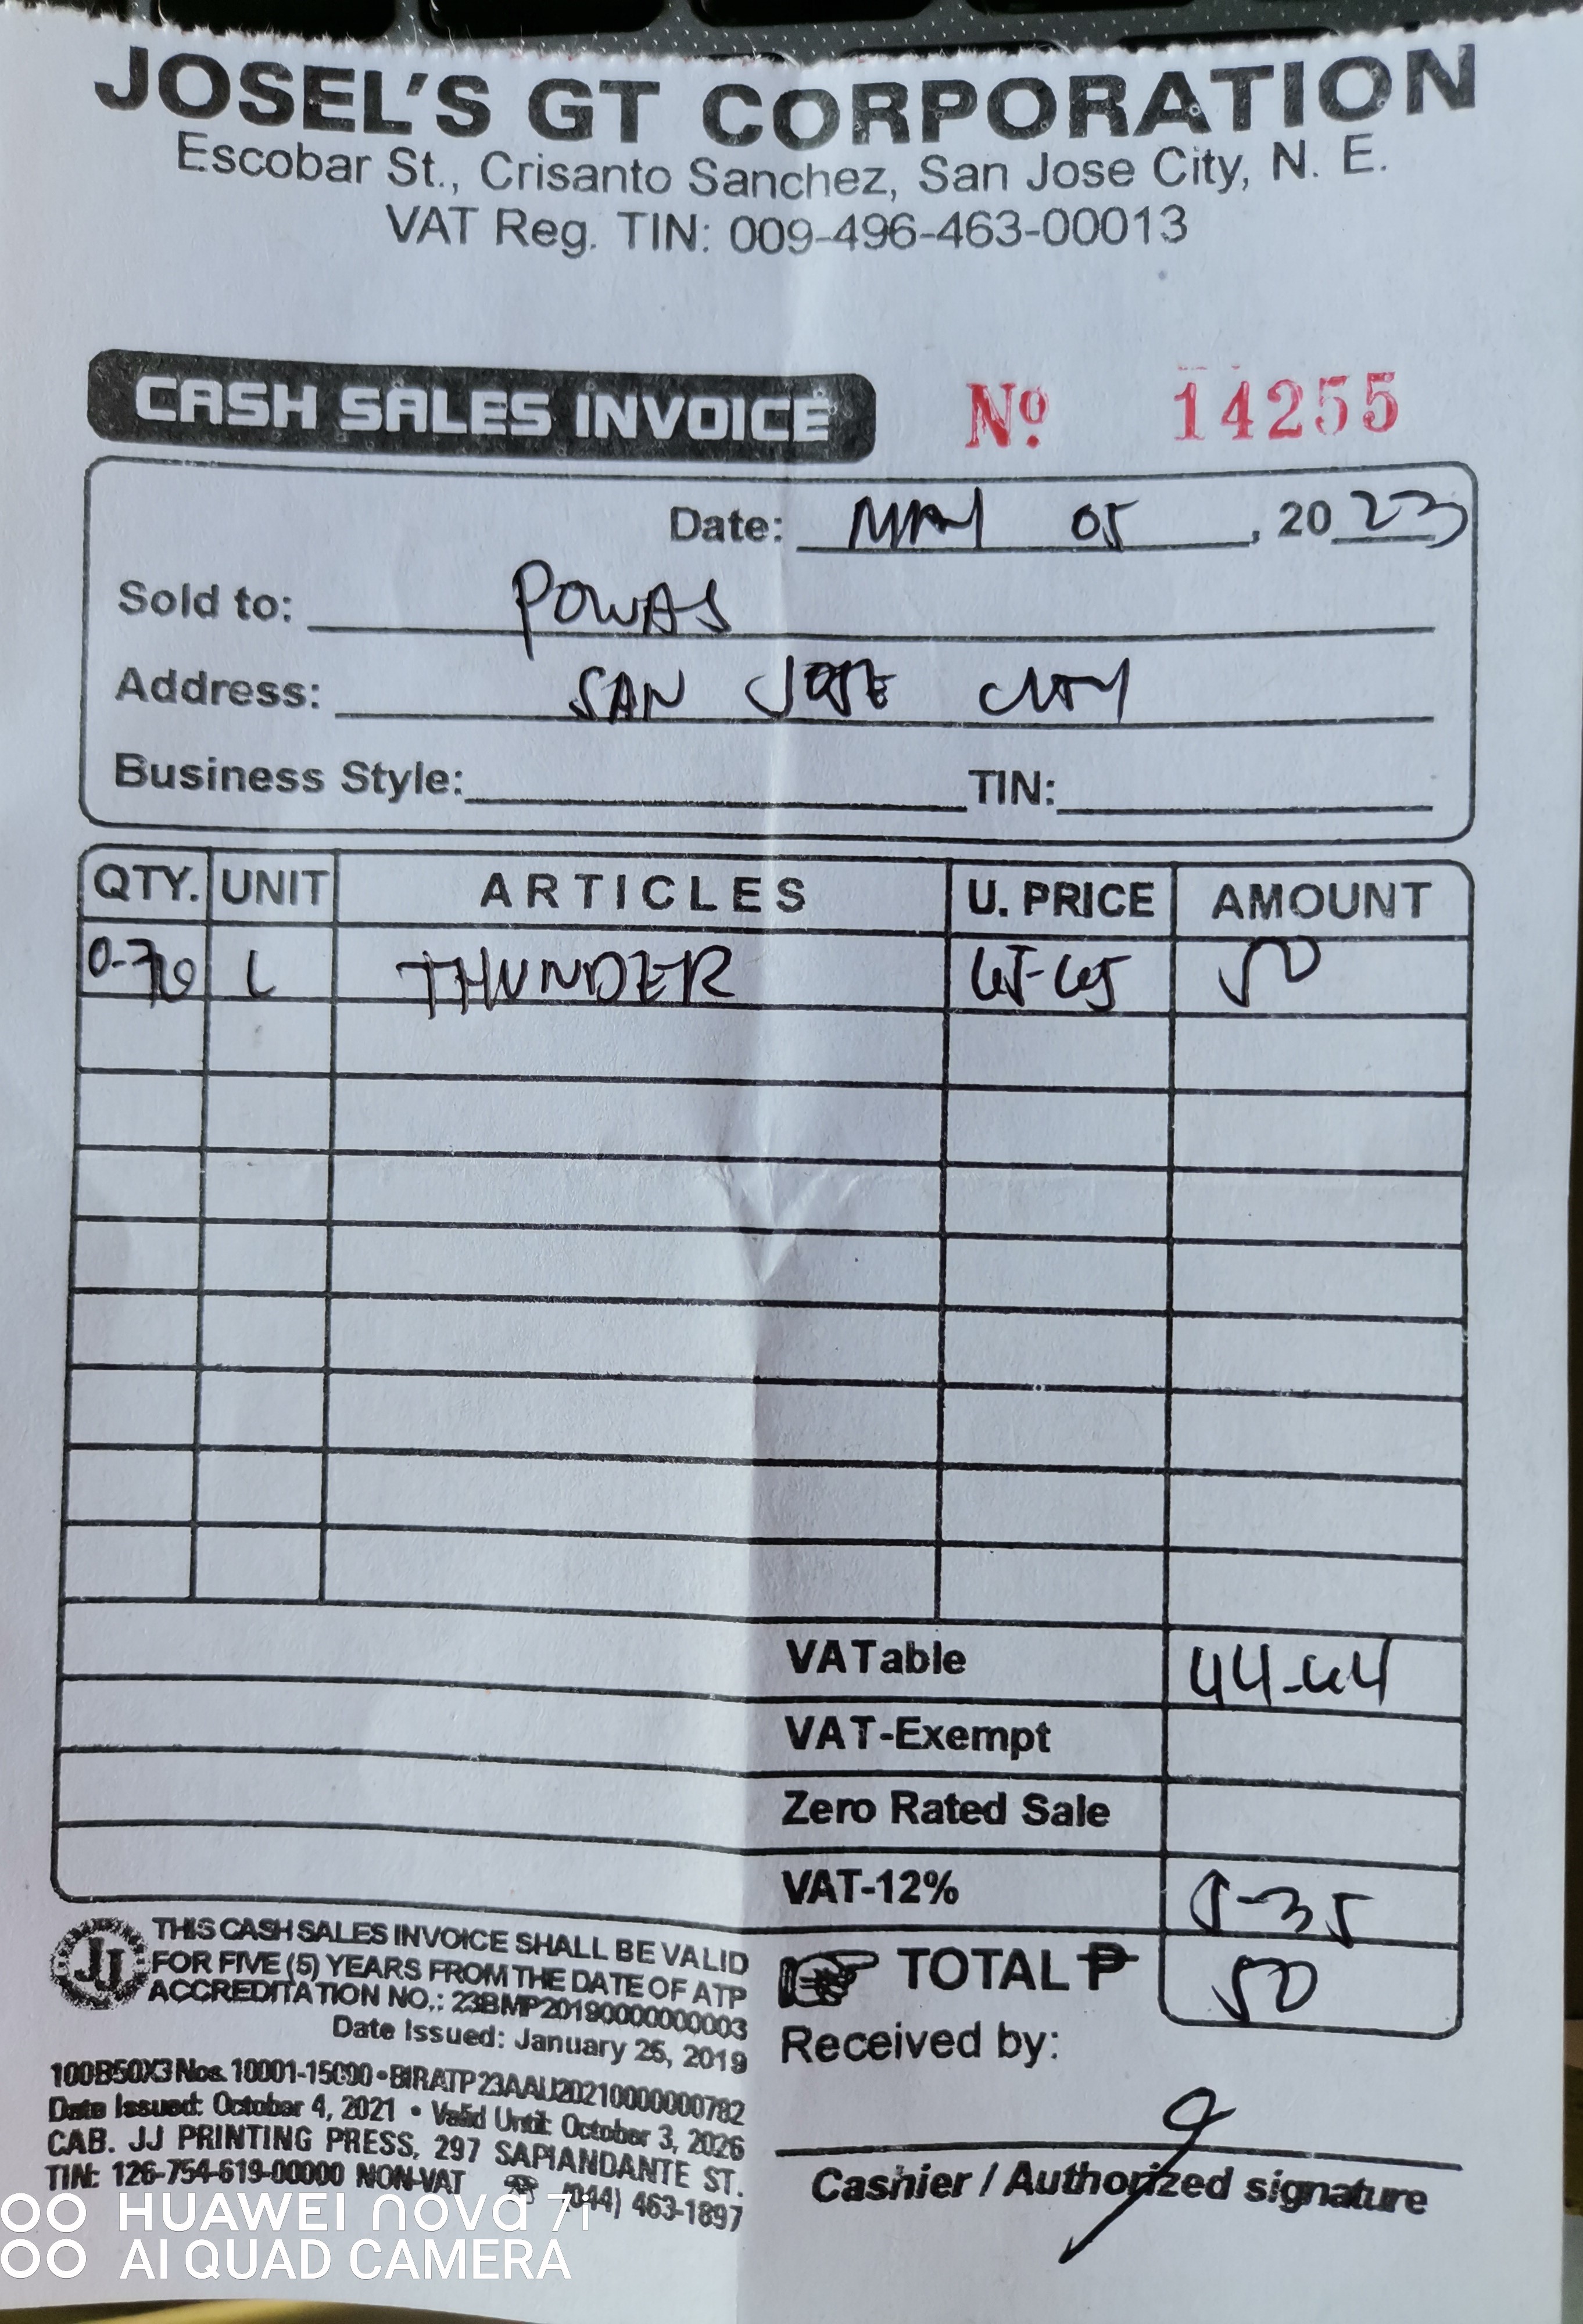 JOSEL'S GT CORPORATION
Escobar St., Crisanto Sanchez, San Jose City, N. E.
VAT Reg. TIN: 009-496-463-00013
CASH SALES INVOICE Nº 14255
Date: MAY 05, 2023
Sold to: POWAS
Address: SAN JOSE CITY
Business Style: TIN:
QTY. UNIT ARTICLES U. PRICE AMOUNT
L THUNDER 50
VATable 44-64
VAT-Exempt
Zero Rated Sale
VAT-12% 5-35
TOTAL ₱ 50
Received by:
Cashier / Authorized signature
JJ
THIS CASH SALES INVOICE SHALL BE VALID
FOR FIVE (5) YEARS FROM THE DATE OF ATP
ACCREDITATION NO.: 23BMP20190000000003
Date Issued: January 25, 2019
100B50X3 Nos. 10001-15000 • BIR ATP 23AAU20210000000782
Date Issued: October 4, 2021 • Valid Until: October 3, 2026
CAB. JJ PRINTING PRESS, 297 SAPIANDANTE ST.
TIN: 126-754-619-00000 NON-VAT ☎ (044) 463-1897
HUAWEI nova 7i
AI QUAD CAMERA